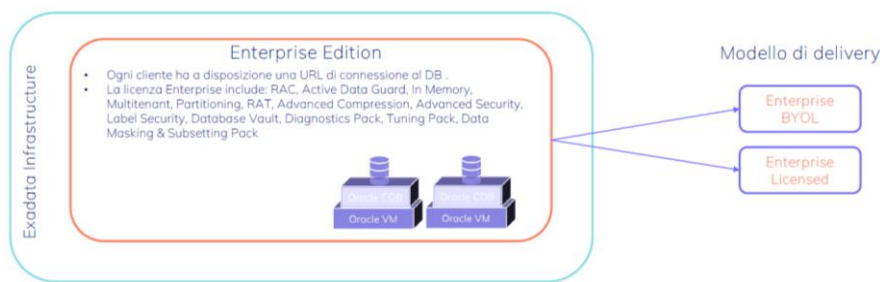 Exadata Infrastructure
Enterprise Edition
• Ogni cliente ha a disposizione una URL di connessione al DB .
• La licenza Enterprise include: RAC, Active Data Guard, In Memory,
Multitenant, Partitioning, RAT, Advanced Compression, Advanced Security,
Label Security, Database Vault, Diagnostics Pack, Tuning Pack, Data
Masking & Subsetting Pack
Oracle CDB
Oracle VM
Oracle CDB
Oracle VM
Modello di delivery
Enterprise
BYOL
Enterprise
Licensed